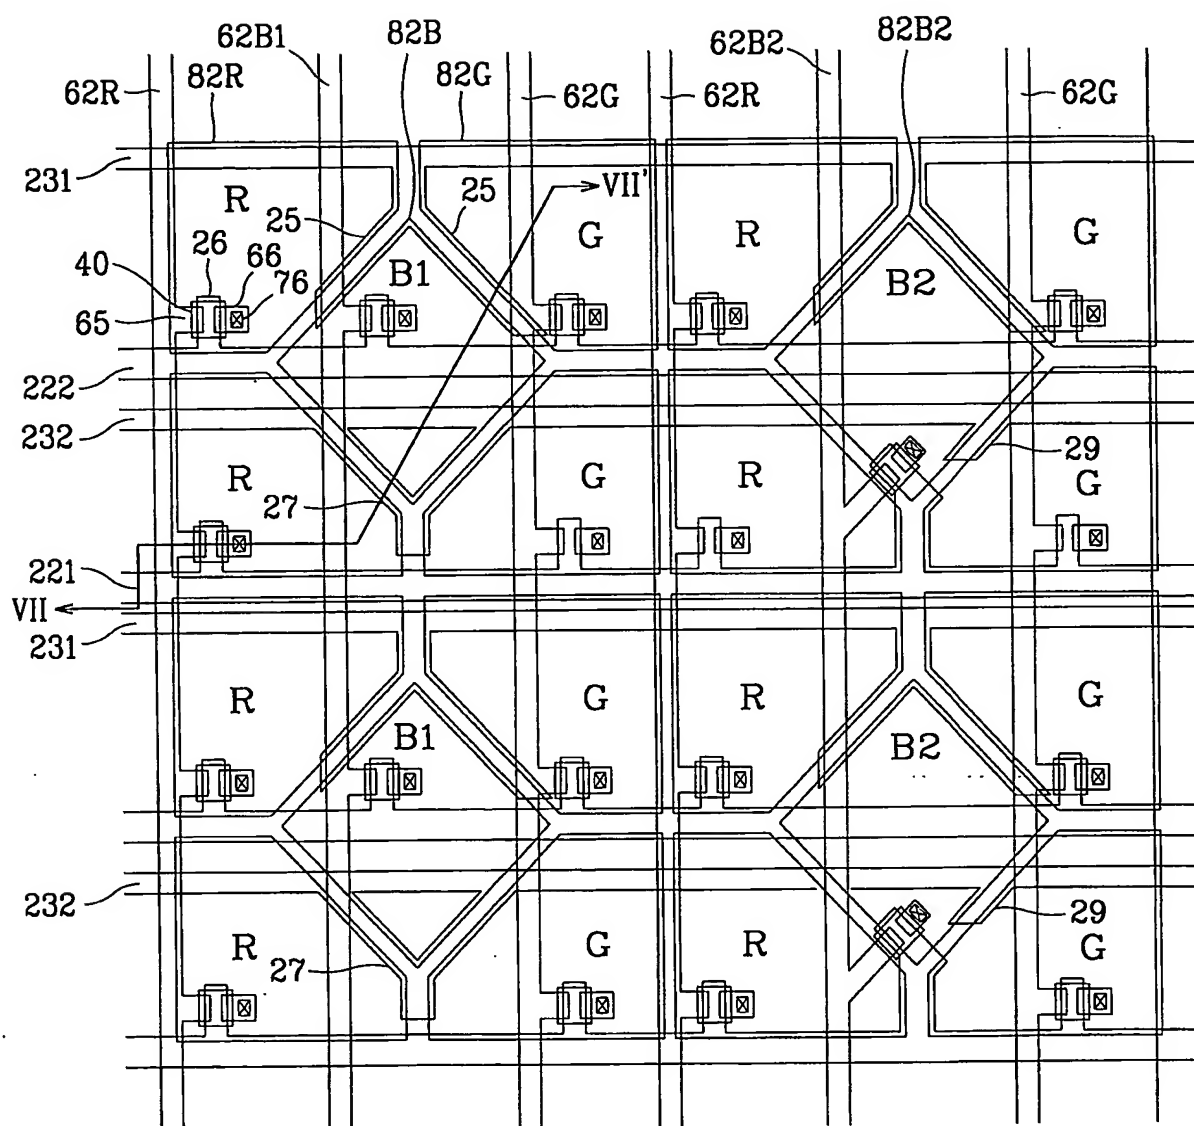 62B1 82B 62B2 82B2
62R 82R 82G 62G 62R 62G
231 VII'
R 25 25 G R G
26 66 76 B1 B2
40
65
222
232
R 27 G R 29 G
221
VII
231
R G R G
B1 B2
232
R 27 G R 29 G